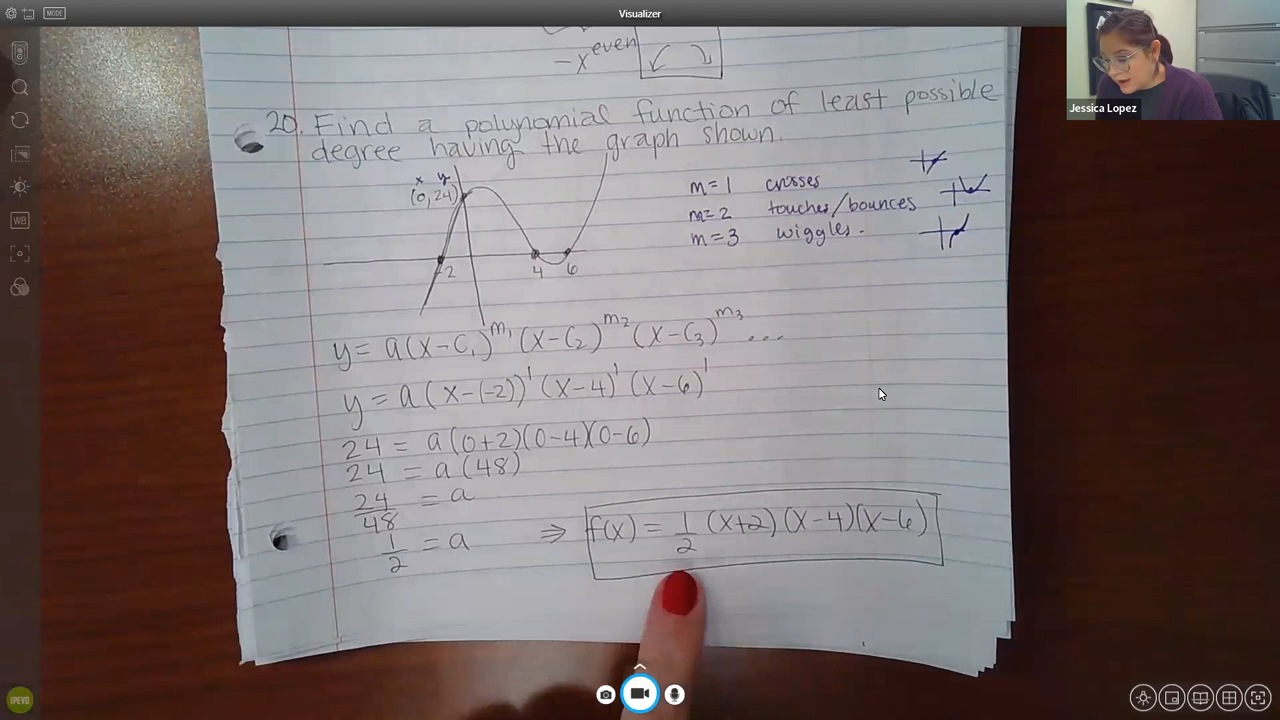 MODE
Visualizer
Jessica Lopez
WB
IPEVO
-x^even
20. Find a polynomial function of least possible
degree having the graph shown.
x y
(0, 24)
-2 4 6
m=1 crosses
m=2 touches/bounces
m=3 wiggles.
y = a(x-c₁)^m₁ (x-c₂)^m₂ (x-c₃)^m₃ ...
y = a(x-(-2))^1 (x-4)^1 (x-6)^1
24 = a(0+2)(0-4)(0-6)
24 = a(48)
24/48 = a
1/2 = a ⇒ f(x) = 1/2 (x+2)(x-4)(x-6)